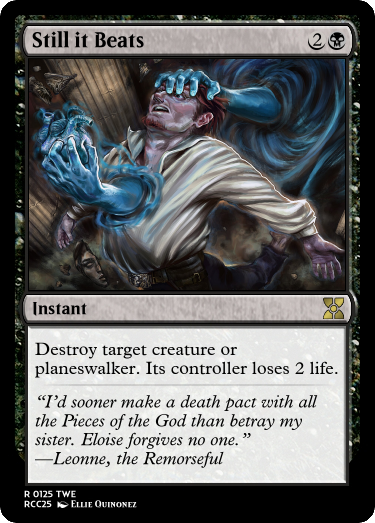 Still it Beats 2
Instant
Destroy target creature or
planeswalker. Its controller loses 2 life.
“I’d sooner make a death pact with all
the Pieces of the God than betray my
sister. Eloise forgives no one.”
—Leonne, the Remorseful
R 0125 TWE
RCC25 Ellie Quinonez